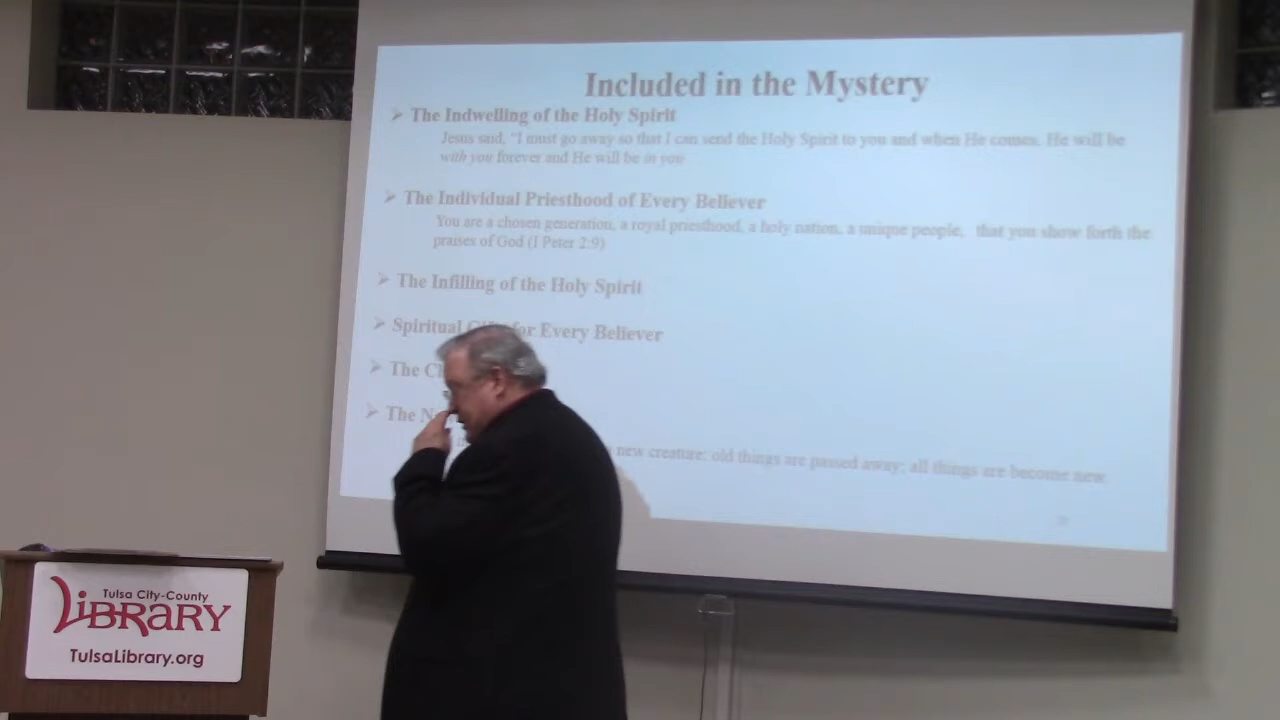 Included in the Mystery
➢ The Indwelling of the Holy Spirit
Jesus said, "I must go away so that I can send the Holy Spirit to you and when He comes, He will be
with you forever and He will be in you
➢ The Individual Priesthood of Every Believer
You are a chosen generation, a royal priesthood, a holy nation, a unique people, that you show forth the
praises of God (I Peter 2:9)
➢ The Infilling of the Holy Spirit
➢ Spiritual for Every Believer
➢ The
➢ The
new creature: old things are passed away; all things are become new
Tulsa City-County
LIBRARY
TulsaLibrary.org